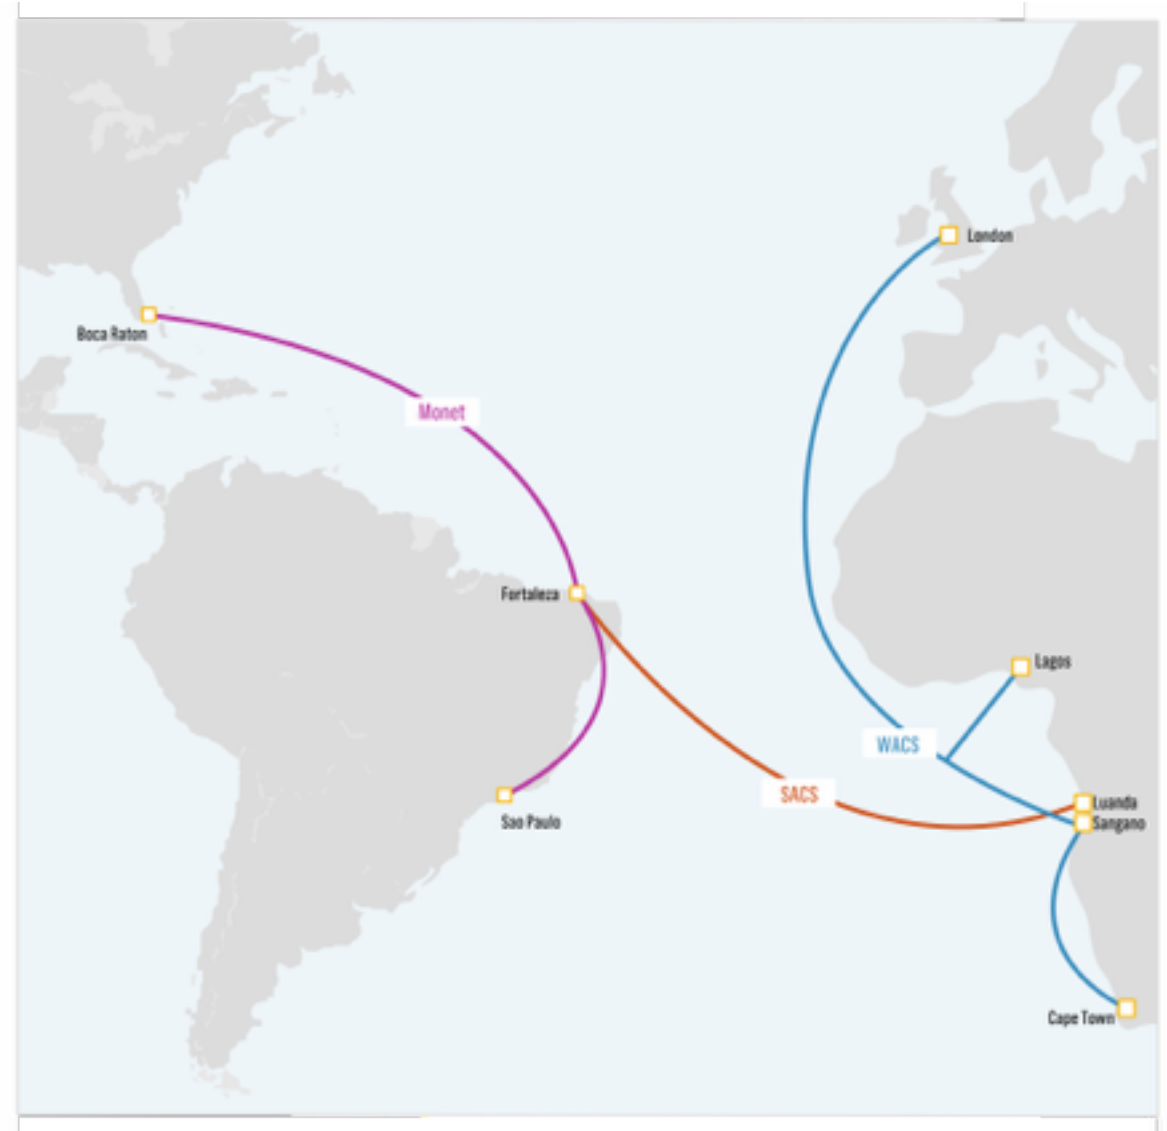 London
Boca Raton
Monet
Fortaleza
Lagos
WACS
SACS
Luanda
Sao Paulo
Sangano
Cape Town